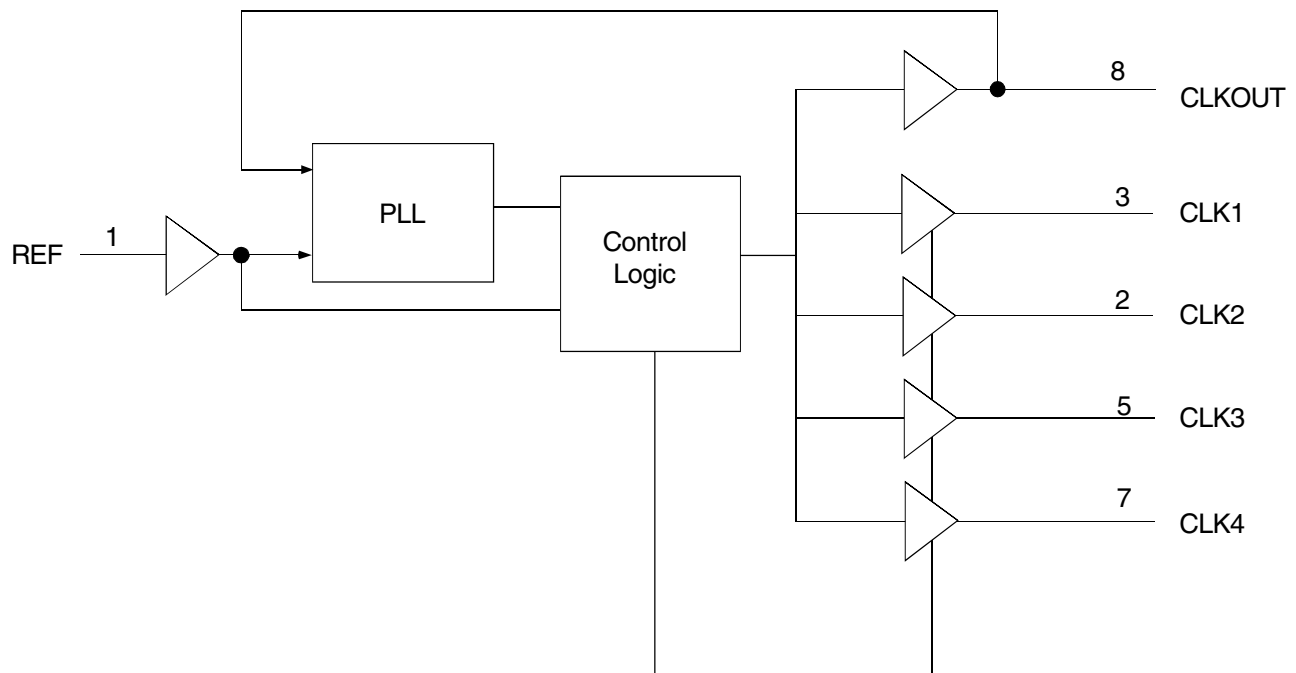 8
CLKOUT
PLL
3
CLK1
REF
1
Control
Logic
2
CLK2
5
CLK3
7
CLK4